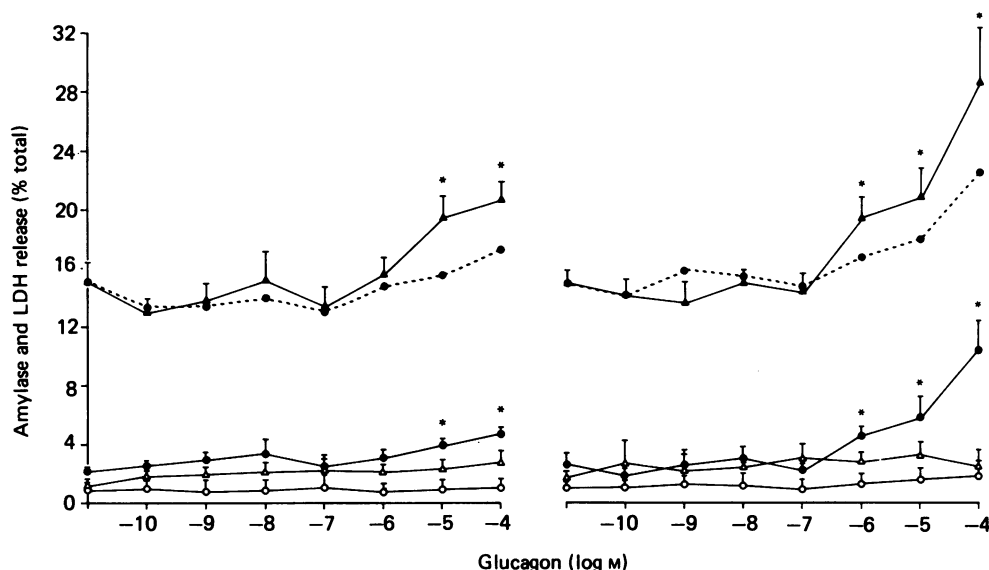 Amylase and LDH release (% total)
32
28
24
20
16
12
8
4
0
-10 -9 -8 -7 -6 -5 -4
-10 -9 -8 -7 -6 -5 -4
* *
* * *
* *
* * *
Glucagon (log M)